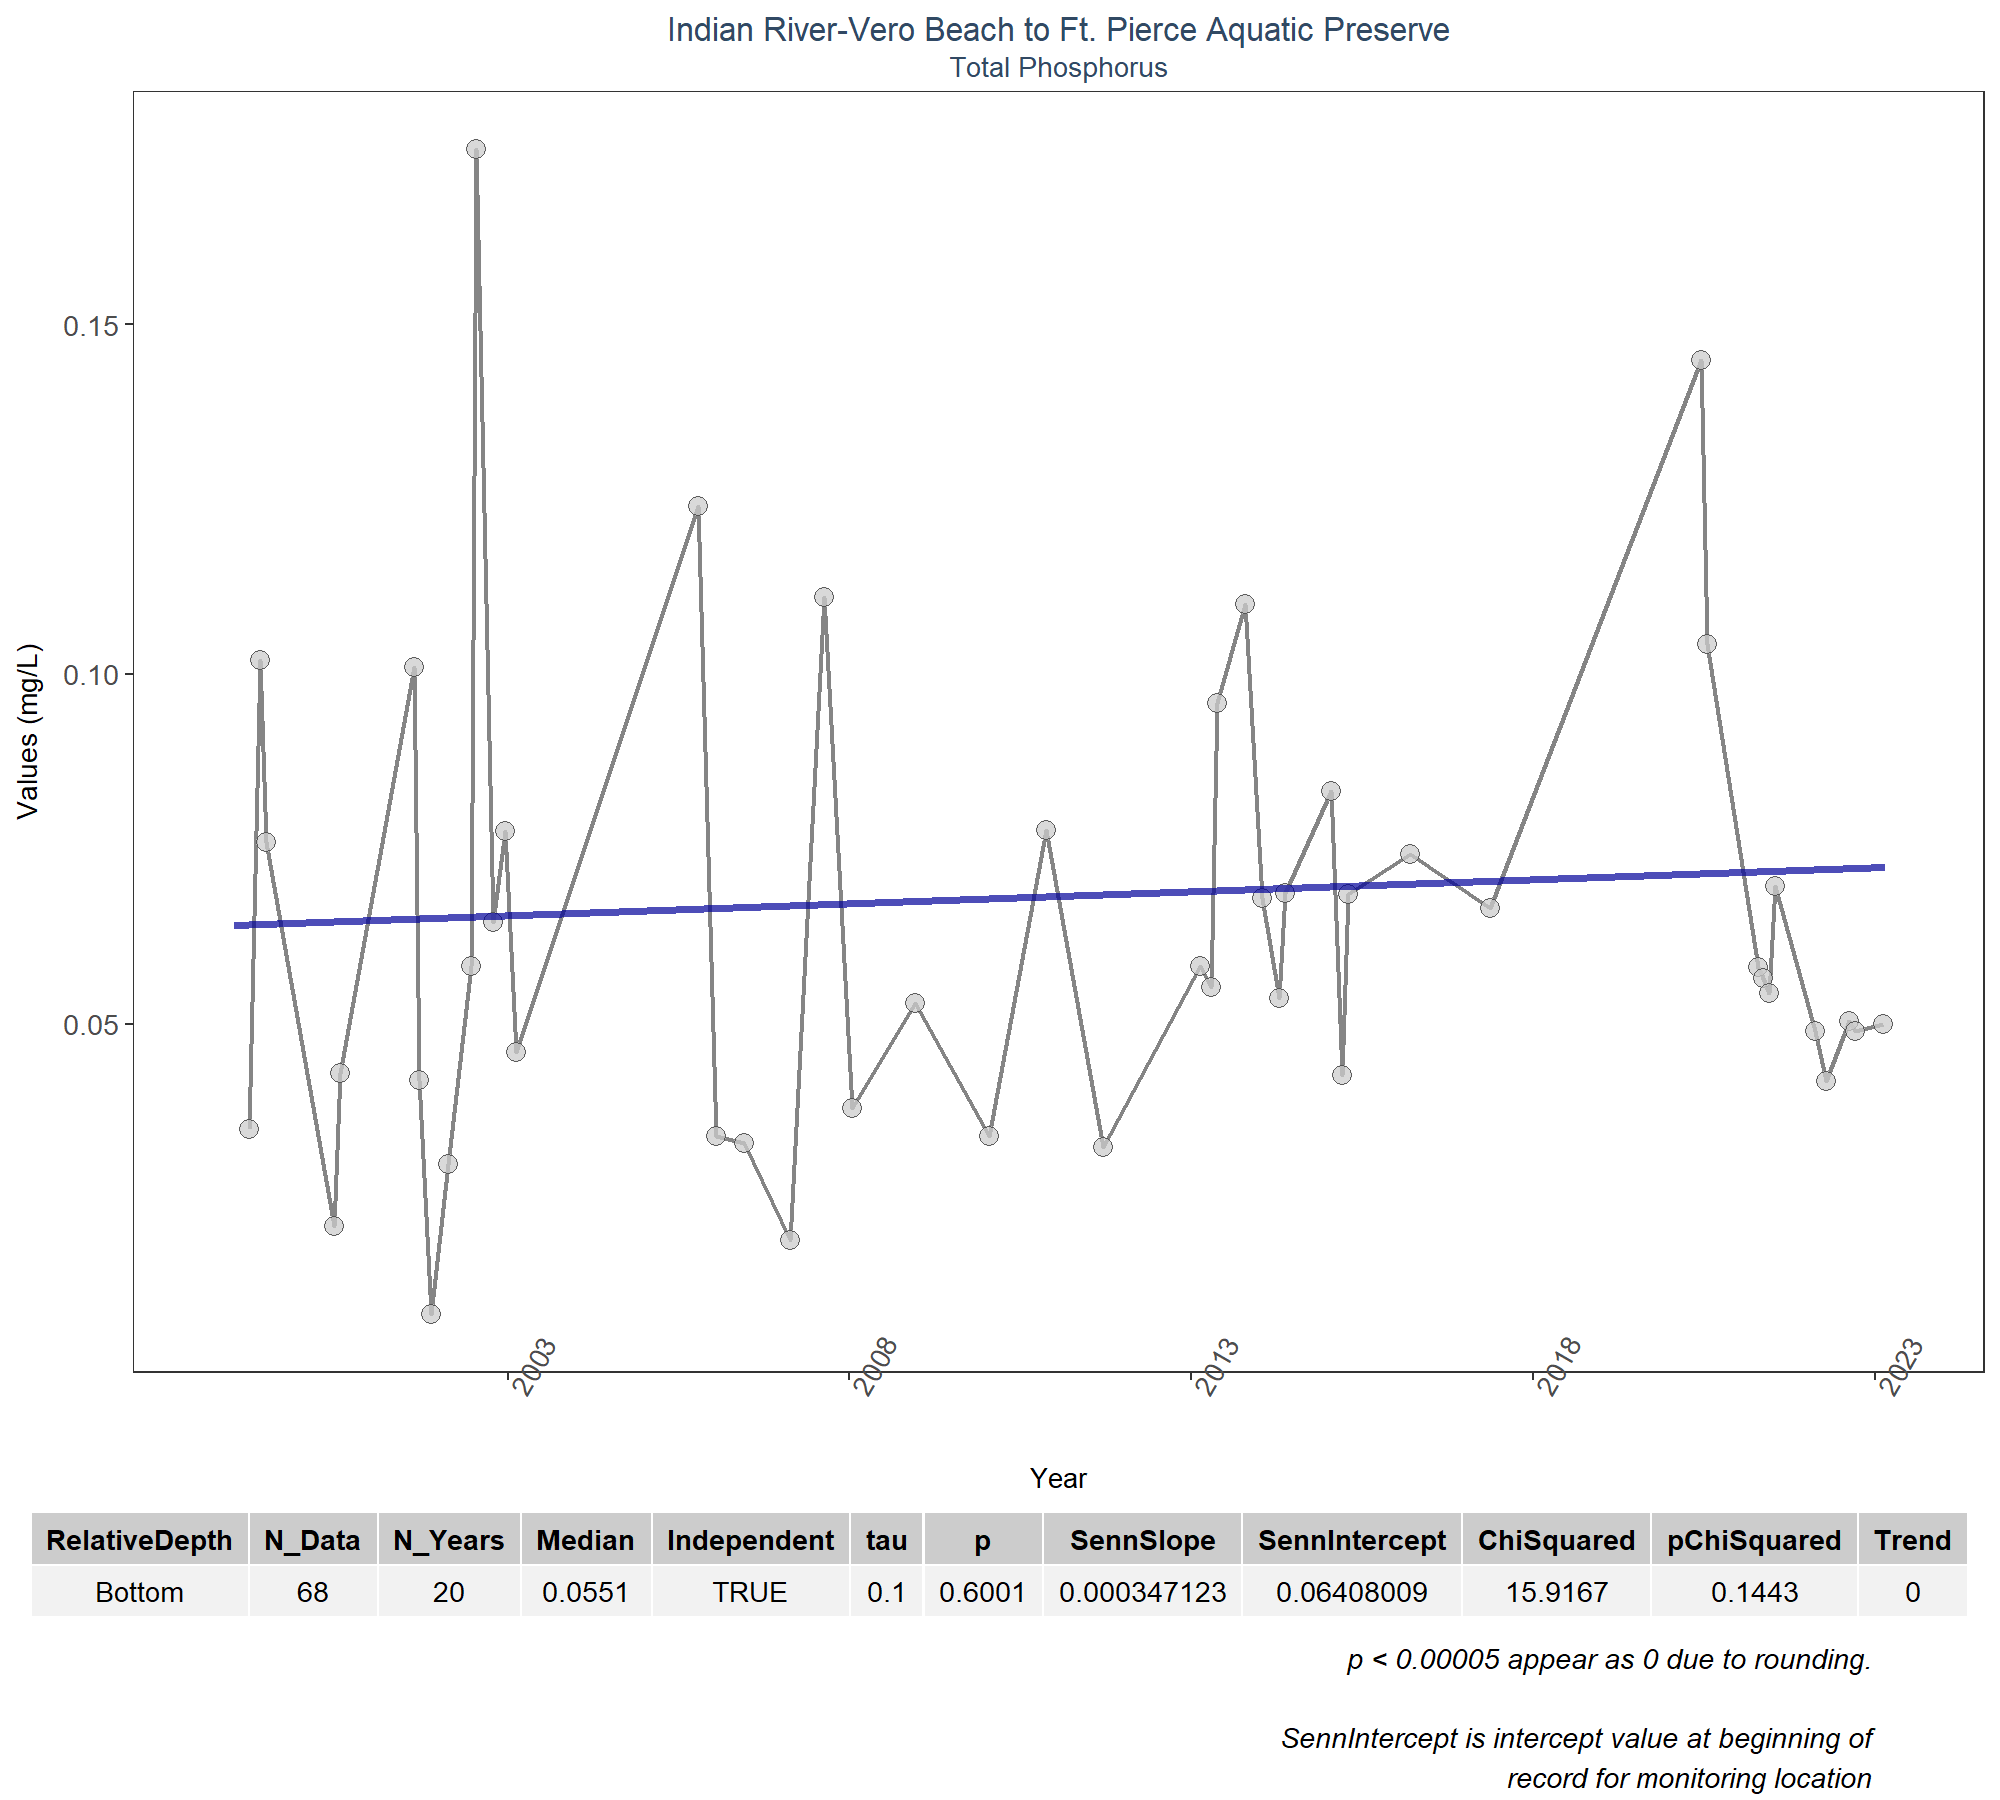 Indian River-Vero Beach to Ft. Pierce Aquatic Preserve
Total Phosphorus
Values (mg/L)
0.15
0.10
0.05
2003 2008 2013 2018 2023
Year
RelativeDepth N_Data N_Years Median Independent tau p SennSlope SennIntercept ChiSquared pChiSquared Trend
Bottom 68 20 0.0551 TRUE 0.1 0.6001 0.000347123 0.06408009 15.9167 0.1443 0
p < 0.00005 appear as 0 due to rounding.
SennIntercept is intercept value at beginning of
record for monitoring location